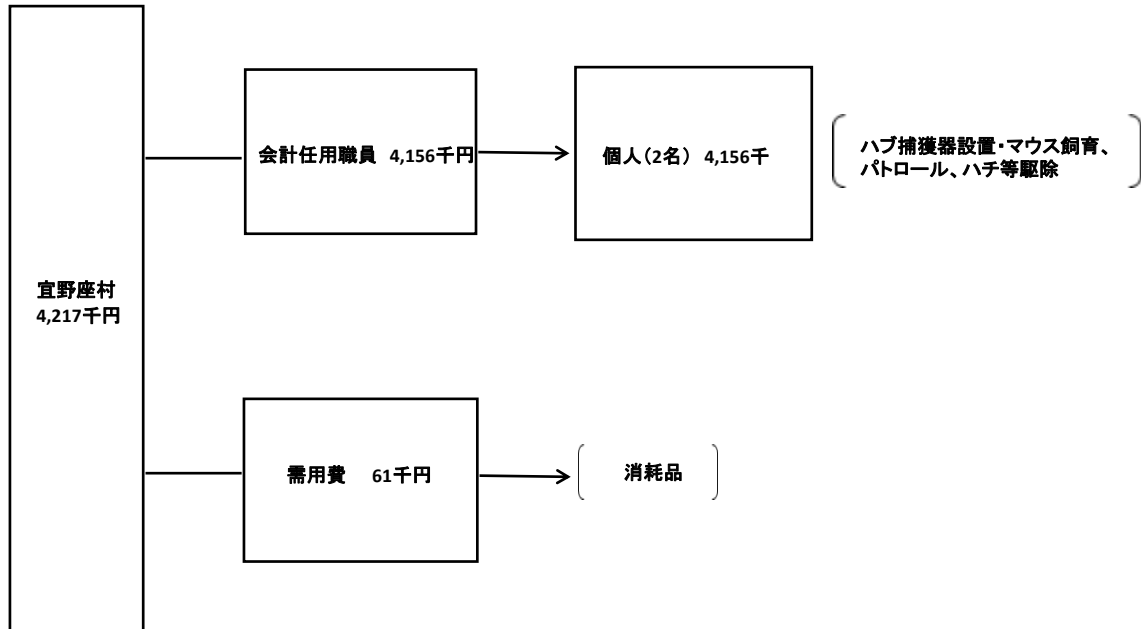 宜野座村
4,217千円
会計任用職員 4,156千円
個人(2名) 4,156千
ハブ捕獲器設置・マウス飼育、
パトロール、ハチ等駆除
需用費 61千円
消耗品